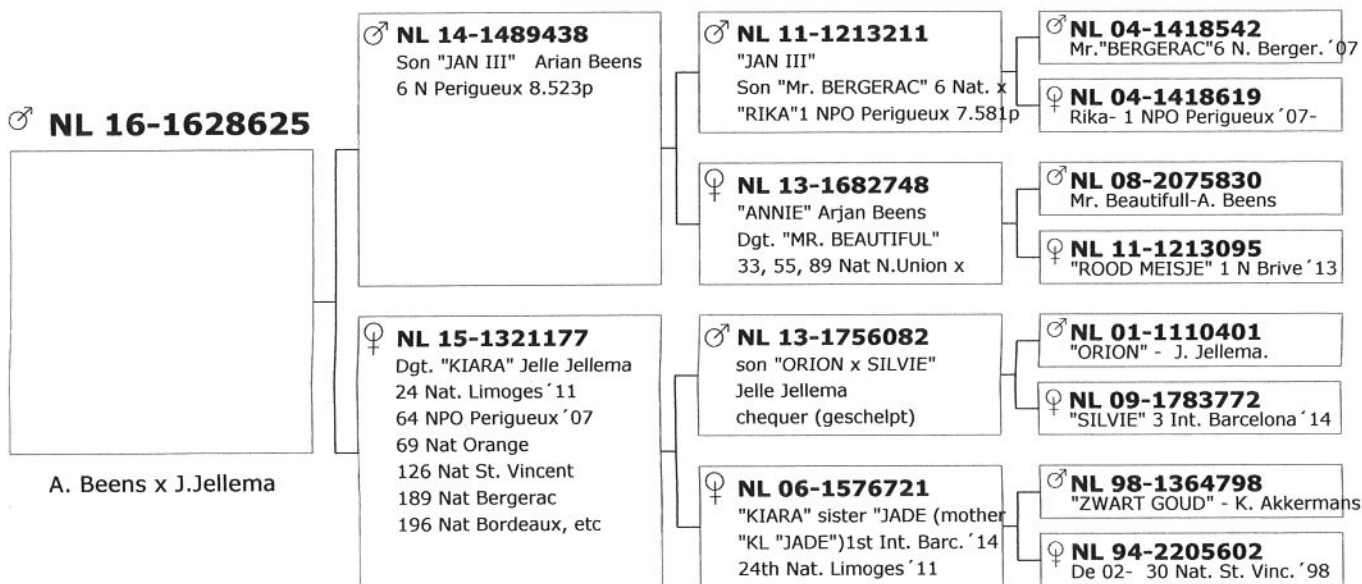 NL 16-1628625
A. Beens x J.Jellema
NL 14-1489438
Son "JAN III" Arian Beens
6 N Perigueux 8.523p
NL 15-1321177
Dgt. "KIARA" Jelle Jellema
24 Nat. Limoges´11
64 NPO Perigueux´07
69 Nat Orange
126 Nat St. Vincent
189 Nat Bergerac
196 Nat Bordeaux, etc
NL 11-1213211
"JAN III"
Son "Mr. BERGERAC" 6 Nat. x
"RIKA"1 NPO Perigueux 7.581p
NL 13-1682748
"ANNIE" Arjan Beens
Dgt. "MR. BEAUTIFUL"
33, 55, 89 Nat N.Union x
NL 13-1756082
son "ORION x SILVIE"
Jelle Jellema
chequer (geschelpt)
NL 06-1576721
"KIARA" sister "JADE (mother
"KL "JADE")1st Int. Barc.´14
24th Nat. Limoges´11
NL 04-1418542
Mr."BERGERAC"6 N. Berger.´07
NL 04-1418619
Rika- 1 NPO Perigueux´07-
NL 08-2075830
Mr. Beautifull-A. Beens
NL 11-1213095
"ROOD MEISJE" 1 N Brive´13
NL 01-1110401
"ORION" - J. Jellema.
NL 09-1783772
"SILVIE" 3 Int. Barcelona´14
NL 98-1364798
"ZWART GOUD" - K. Akkermans
NL 94-2205602
De 02- 30 Nat. St. Vinc.´98